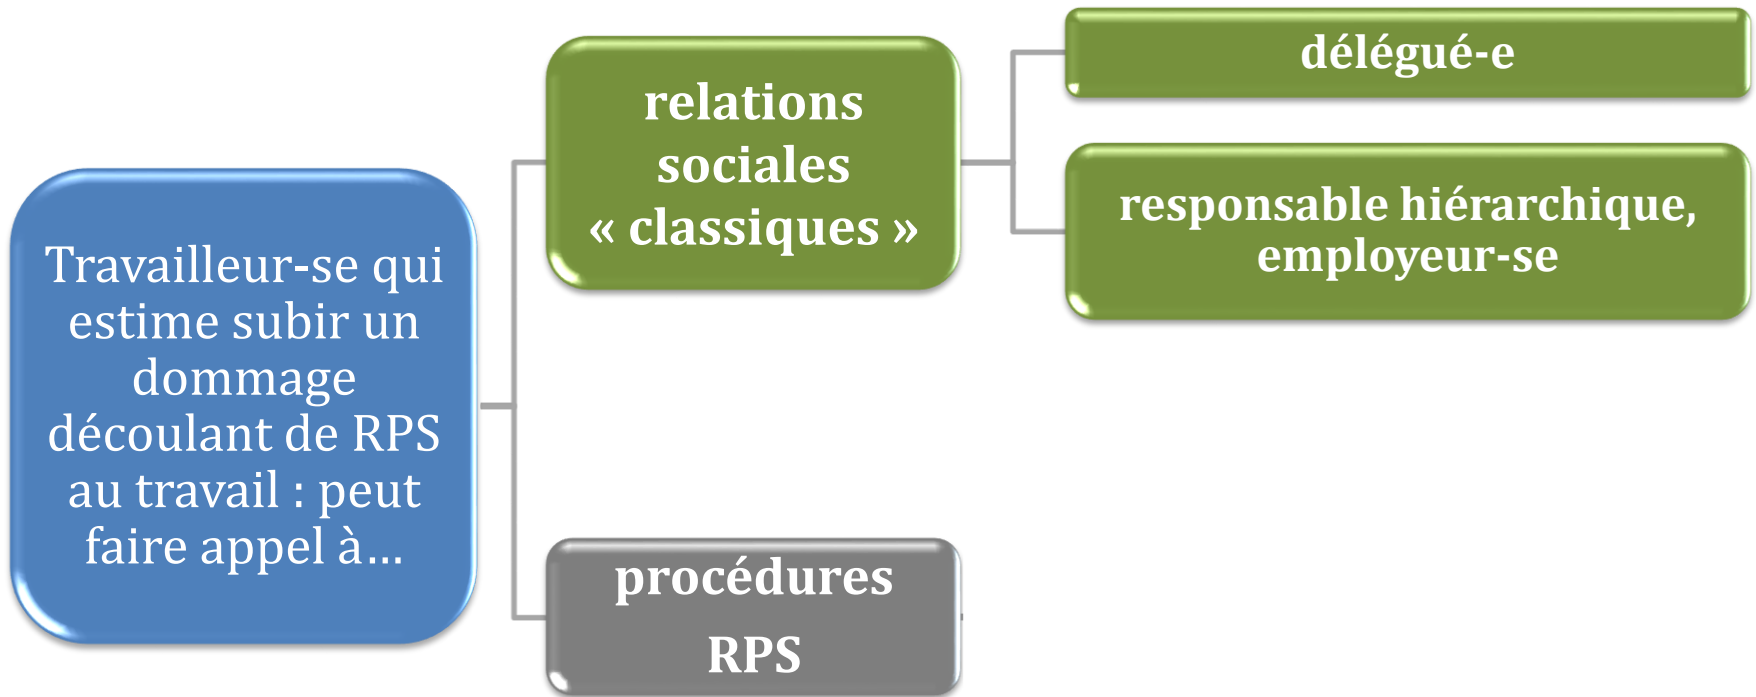 Travailleur-se qui
estime subir un
dommage
découlant de RPS
au travail : peut
faire appel à…
relations
sociales
« classiques »
délégué-e
responsable hiérarchique,
employeur-se
procédures
RPS